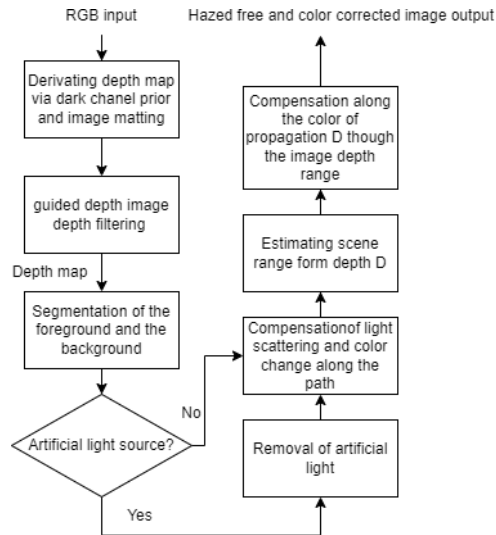 RGB input
Derivating depth map
via dark chanel prior
and image matting
guided depth image
depth filtering
Depth map
Segmentation of the
foreground and the
background
Artificial light source?
No
Yes
Removal of artificial
light
Compensationof light
scattering and color
change along the
path
Estimating scene
range form depth D
Compensation along
the color of
propagation D though
the image depth
range
Hazed free and color corrected image output